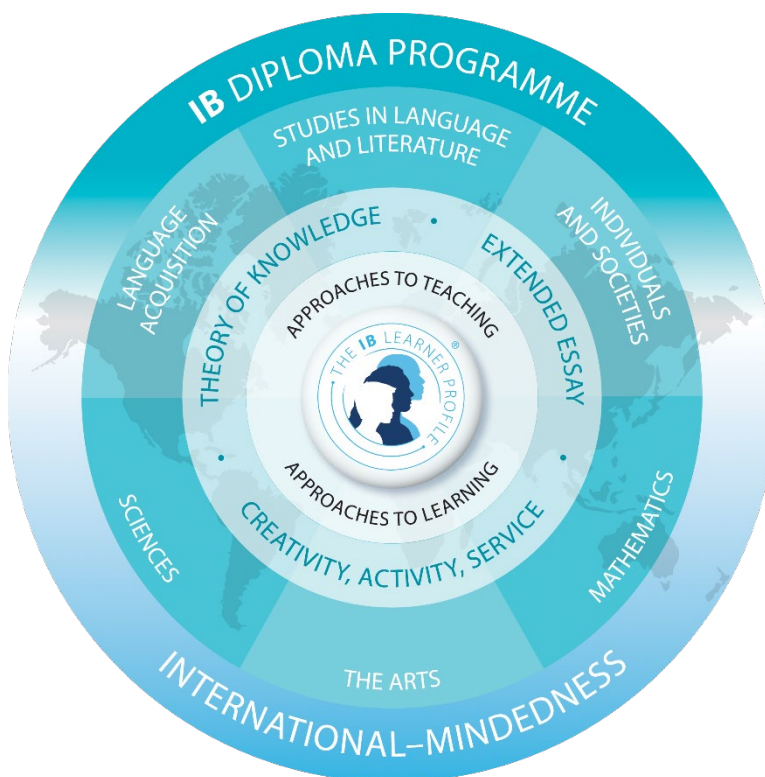 IB DIPLOMA PROGRAMME
STUDIES IN LANGUAGE
AND LITERATURE
LANGUAGE
ACQUISITION
INDIVIDUALS
AND SOCIETIES
THEORY OF KNOWLEDGE
•
EXTENDED ESSAY
•
CREATIVITY, ACTIVITY, SERVICE
•
APPROACHES TO TEACHING
THE IB LEARNER PROFILE
®
APPROACHES TO LEARNING
SCIENCES
MATHEMATICS
THE ARTS
INTERNATIONAL–MINDEDNESS